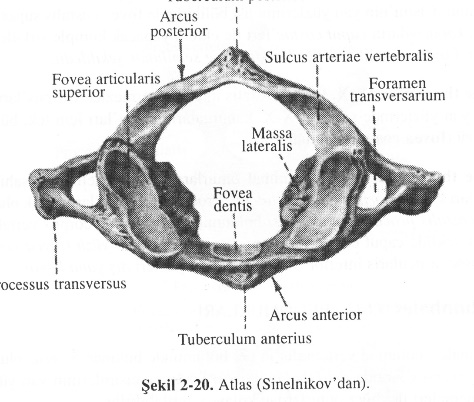 Arcus
posterior
Sulcus arteriae vertebralis
Fovea articularis
superior
Foramen
transversarium
Massa
lateralis
Fovea
dentis
transversus
Arcus anterior
Tuberculum anterius
Şekil 2-20. Atlas (Sinelnikov’dan).